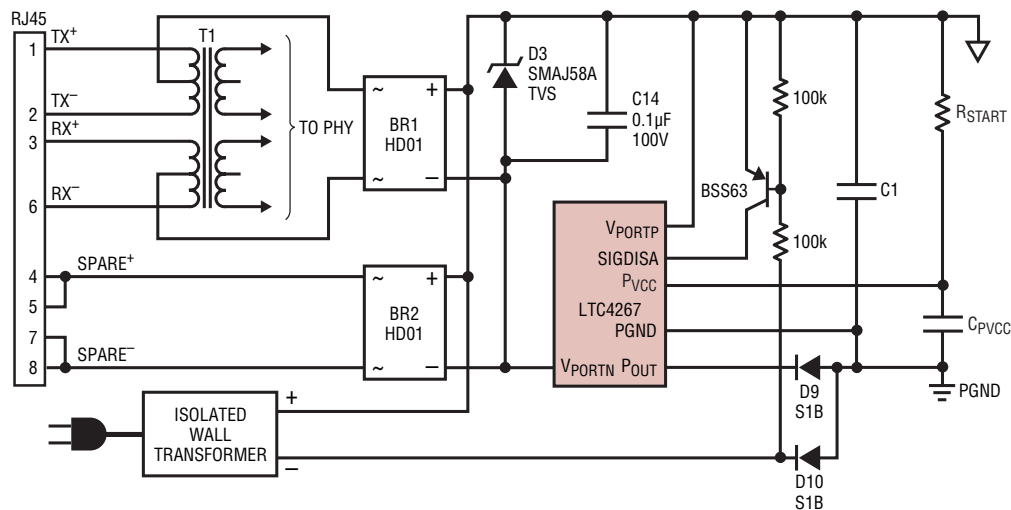 RJ45
1
TX+
2
TX–
3
RX+
6
RX–
4
SPARE+
5
7
8
SPARE–
T1
TO PHY
~
+
BR1
HD01
~
–
~
+
BR2
HD01
~
–
D3
SMAJ58A
TVS
C14
0.1µF
100V
100k
BSS63
100k
C1
RSTART
CPVCC
PGND
VPORTP
SIGDISA
PVCC
LTC4267
PGND
VPORTN POUT
D9
S1B
D10
S1B
ISOLATED
WALL
TRANSFORMER
+
–